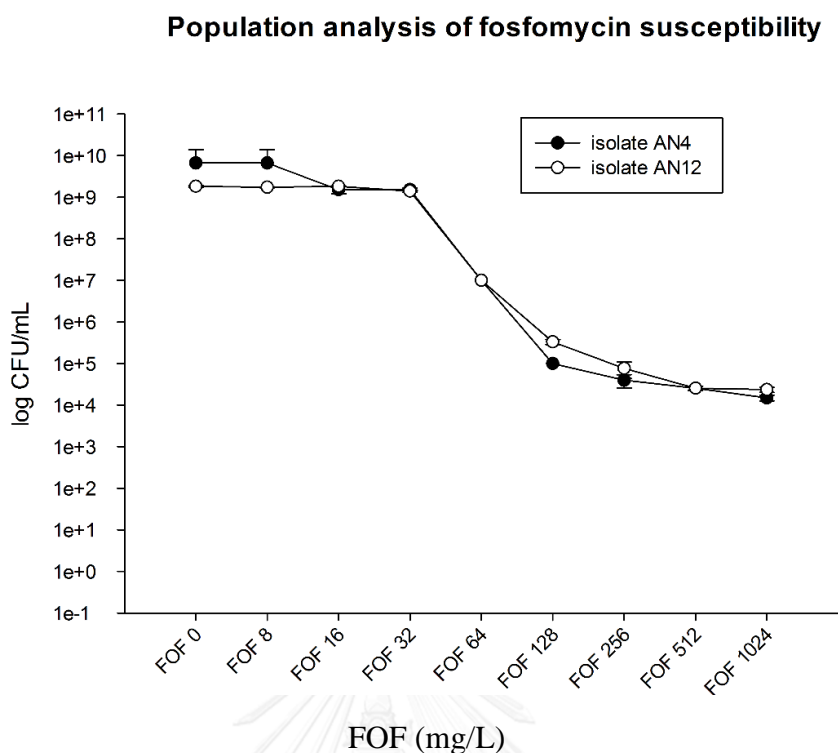 Population analysis of fosfomycin susceptibility
1e+11
1e+10
1e+9
1e+8
1e+7
1e+6
1e+5
1e+4
1e+3
1e+2
1e+1
1e+0
1e-1
log CFU/mL
isolate AN4
isolate AN12
FOF 0
FOF 8
FOF 16
FOF 32
FOF 64
FOF 128
FOF 256
FOF 512
FOF 1024
FOF (mg/L)